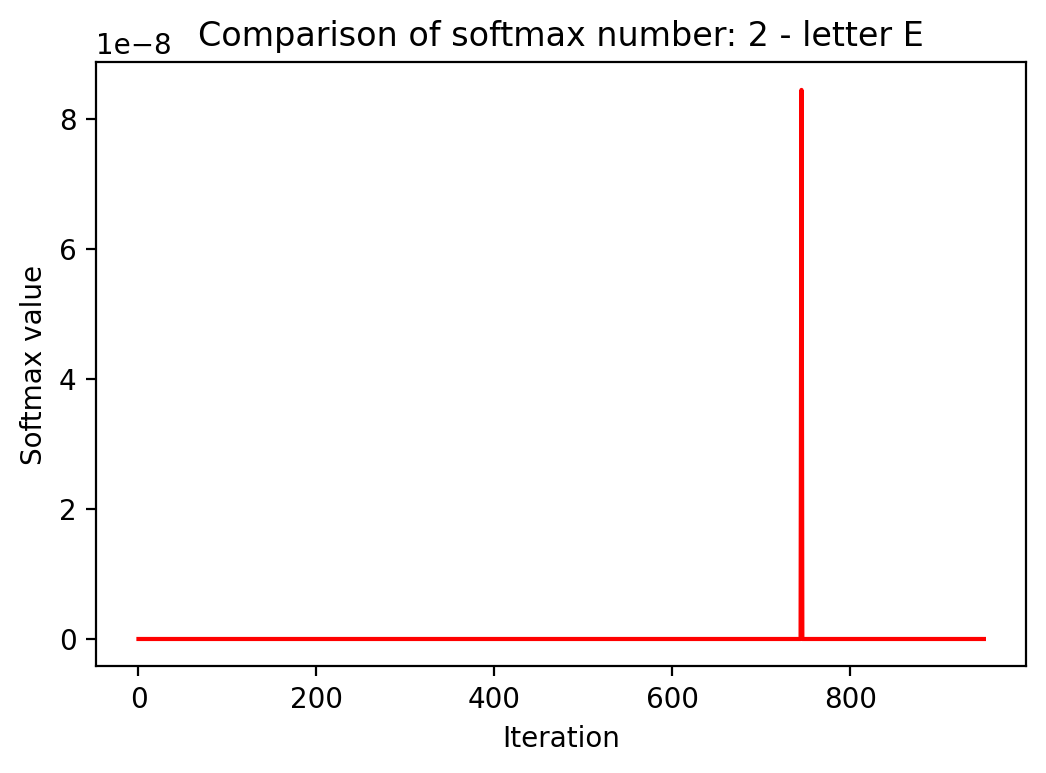 1e−8 Comparison of softmax number: 2 - letter E
8
6
4
2
0
Softmax value
0 200 400 600 800
Iteration